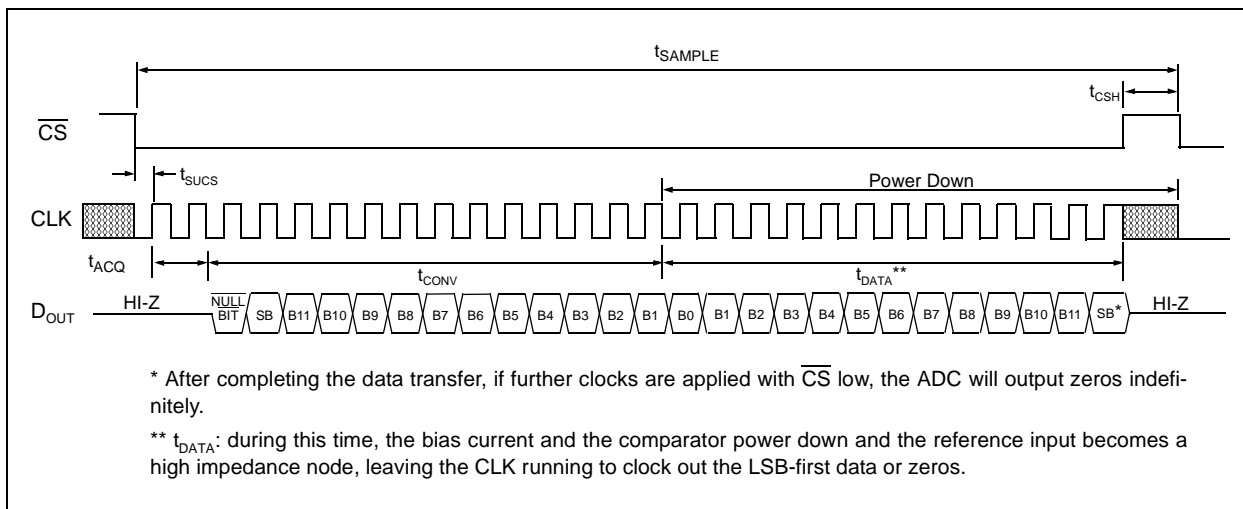 tSAMPLE
tCSH
CS
tSUCS
Power Down
CLK
tACQ
tCONV
tDATA**
DOUT
HI-Z
NULL BIT SB B11 B10 B9 B8 B7 B6 B5 B4 B3 B2 B1 B0 B1 B2 B3 B4 B5 B6 B7 B8 B9 B10 B11 SB*
HI-Z
* After completing the data transfer, if further clocks are applied with CS low, the ADC will output zeros indefi-
nitely.
** tDATA: during this time, the bias current and the comparator power down and the reference input becomes a
high impedance node, leaving the CLK running to clock out the LSB-first data or zeros.